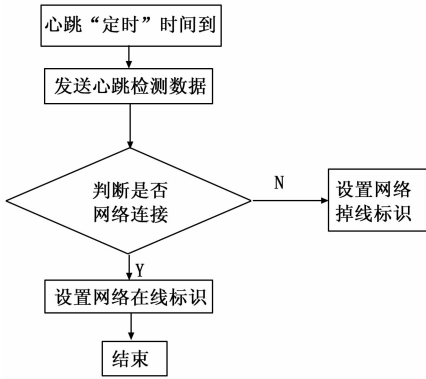 心跳“定时”时间到
发送心跳检测数据
判断是否
网络连接
N
设置网络
掉线标识
Y
设置网络在线标识
结束